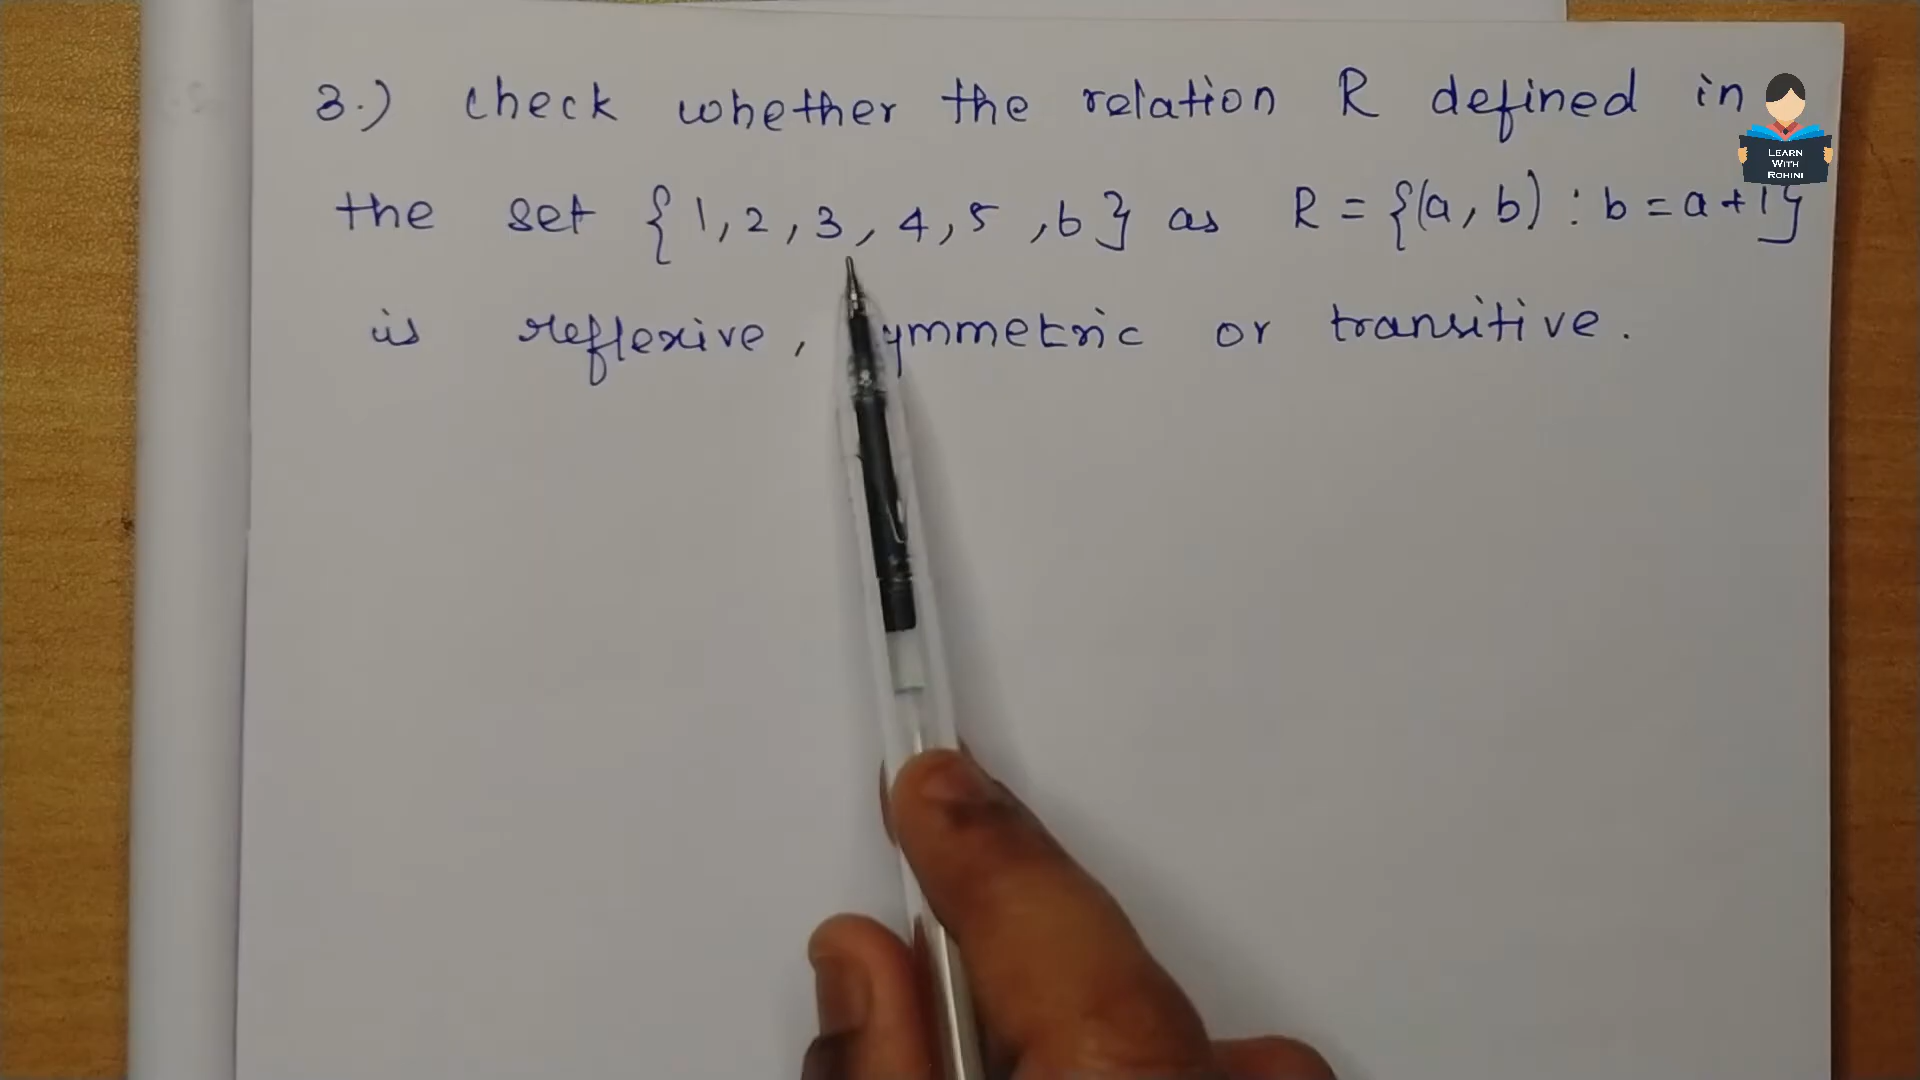 3.) check whether the relation R defined in
the set {1, 2, 3, 4, 5, 6} as R = {(a, b) : b = a + 1}
is reflexive, symmetric or transitive.
LEARN
WITH
ROHINI